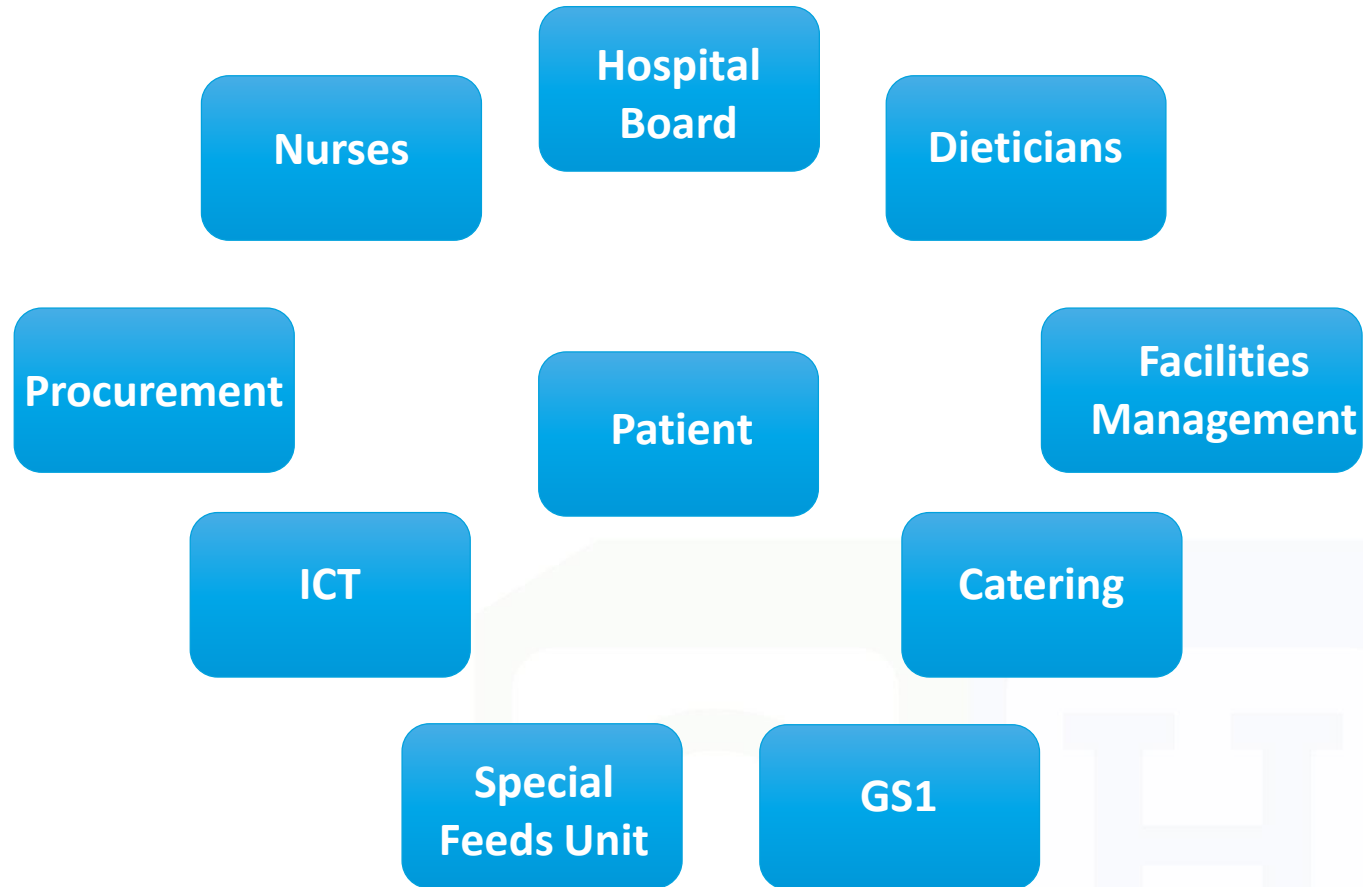 Hospital
Board
Nurses
Dieticians
Procurement
Patient
Facilities
Management
ICT
Catering
Special
Feeds Unit
GS1